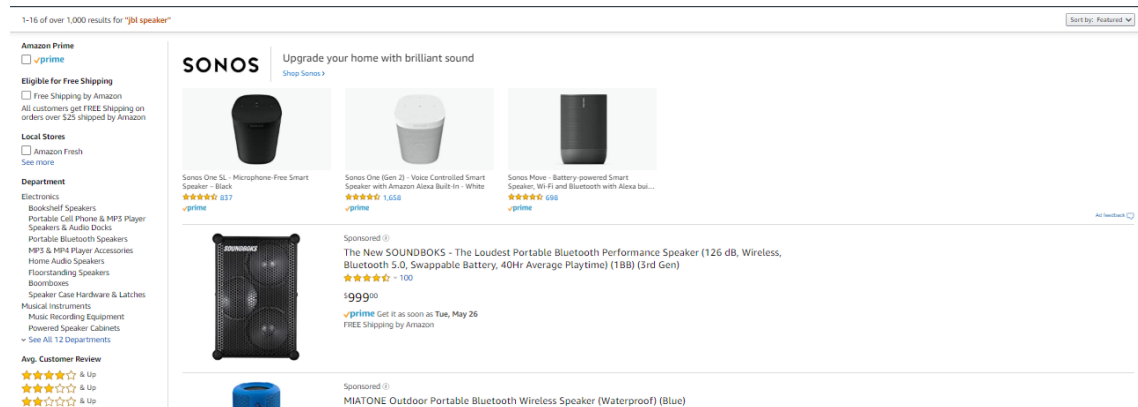 1-16 of over 1,000 results for "jbl speaker"
Sort by: Featured
Amazon Prime
prime
Eligible for Free Shipping
Free Shipping by Amazon
All customers get FREE Shipping on
orders over $25 shipped by Amazon
Local Stores
Amazon Fresh
See more
Department
Electronics
Bookshelf Speakers
Portable Cell Phone & MP3 Player
Speakers & Audio Docks
Portable Bluetooth Speakers
MP3 & MP4 Player Accessories
Home Audio Speakers
Floorstanding Speakers
Boomboxes
Speaker Case Hardware & Latches
Musical Instruments
Music Recording Equipment
Powered Speaker Cabinets
See All 12 Departments
Avg. Customer Review
& Up
& Up
& Up
SONOS
Upgrade your home with brilliant sound
Shop Sonos ›
Sonos One SL - Microphone-Free Smart
Speaker – Black
837
prime
Sonos One (Gen 2) - Voice Controlled Smart
Speaker with Amazon Alexa Built-In - White
1,658
prime
Sonos Move - Battery-powered Smart
Speaker, Wi-Fi and Bluetooth with Alexa bui...
698
prime
Ad feedback
SOUNDBOKS
Sponsored
The New SOUNDBOKS - The Loudest Portable Bluetooth Performance Speaker (126 dB, Wireless,
Bluetooth 5.0, Swappable Battery, 40Hr Average Playtime) (1BB) (3rd Gen)
100
$99900
prime Get it as soon as Tue, May 26
FREE Shipping by Amazon
Sponsored
MIATONE Outdoor Portable Bluetooth Wireless Speaker (Waterproof) (Blue)